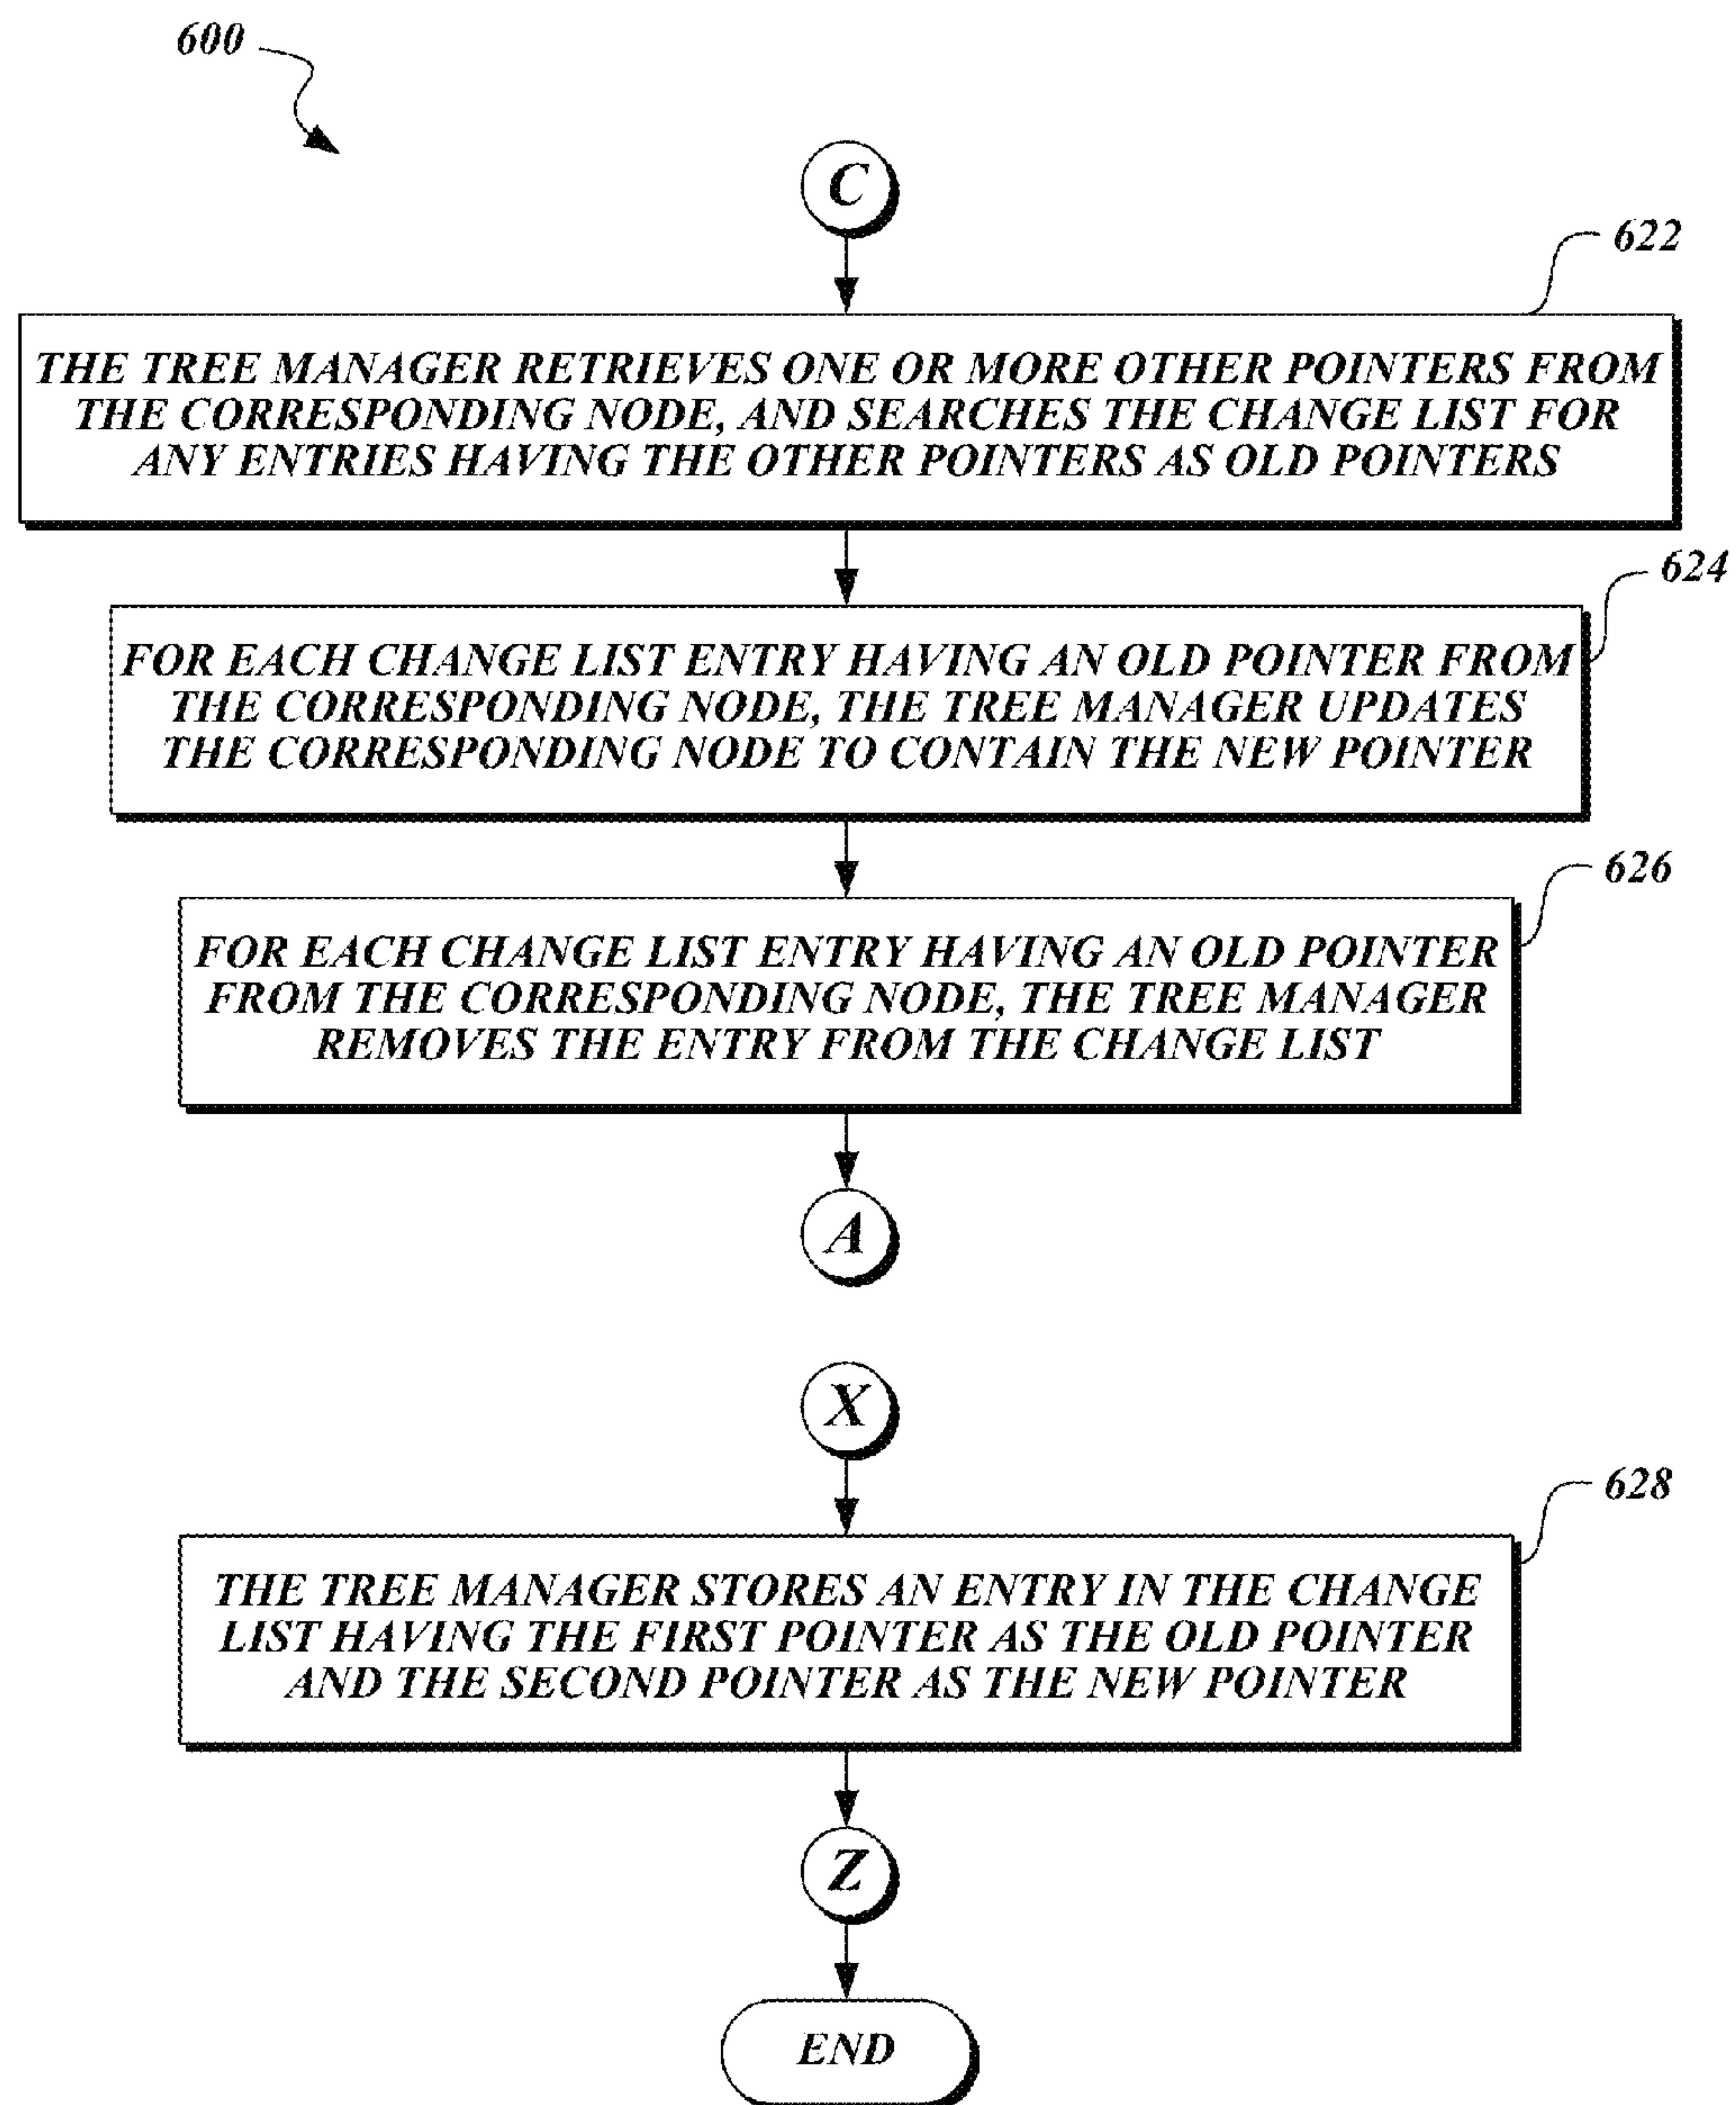 600
C
622
THE TREE MANAGER RETRIEVES ONE OR MORE OTHER POINTERS FROM
THE CORRESPONDING NODE, AND SEARCHES THE CHANGE LIST FOR
ANY ENTRIES HAVING THE OTHER POINTERS AS OLD POINTERS
624
FOR EACH CHANGE LIST ENTRY HAVING AN OLD POINTER FROM
THE CORRESPONDING NODE, THE TREE MANAGER UPDATES
THE CORRESPONDING NODE TO CONTAIN THE NEW POINTER
626
FOR EACH CHANGE LIST ENTRY HAVING AN OLD POINTER
FROM THE CORRESPONDING NODE, THE TREE MANAGER
REMOVES THE ENTRY FROM THE CHANGE LIST
A
X
628
THE TREE MANAGER STORES AN ENTRY IN THE CHANGE
LIST HAVING THE FIRST POINTER AS THE OLD POINTER
AND THE SECOND POINTER AS THE NEW POINTER
Z
END